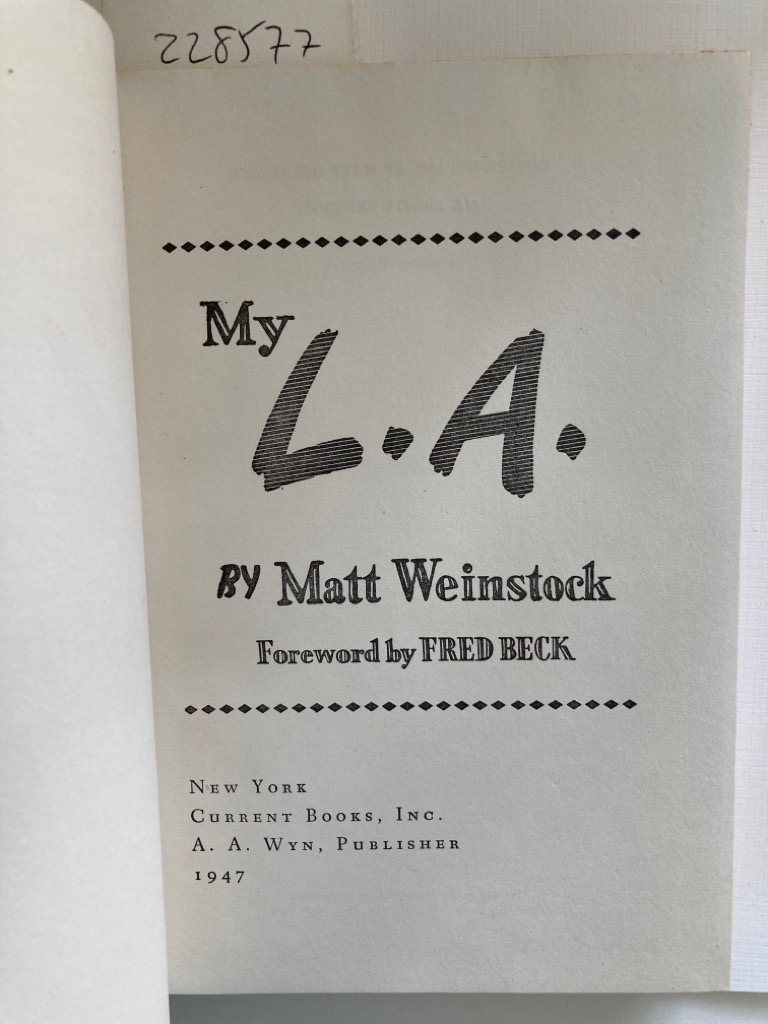 228577
My
L.A.
BY Matt Weinstock
Foreword by FRED BECK
NEW YORK
CURRENT BOOKS, INC.
A. A. WYN, PUBLISHER
1947